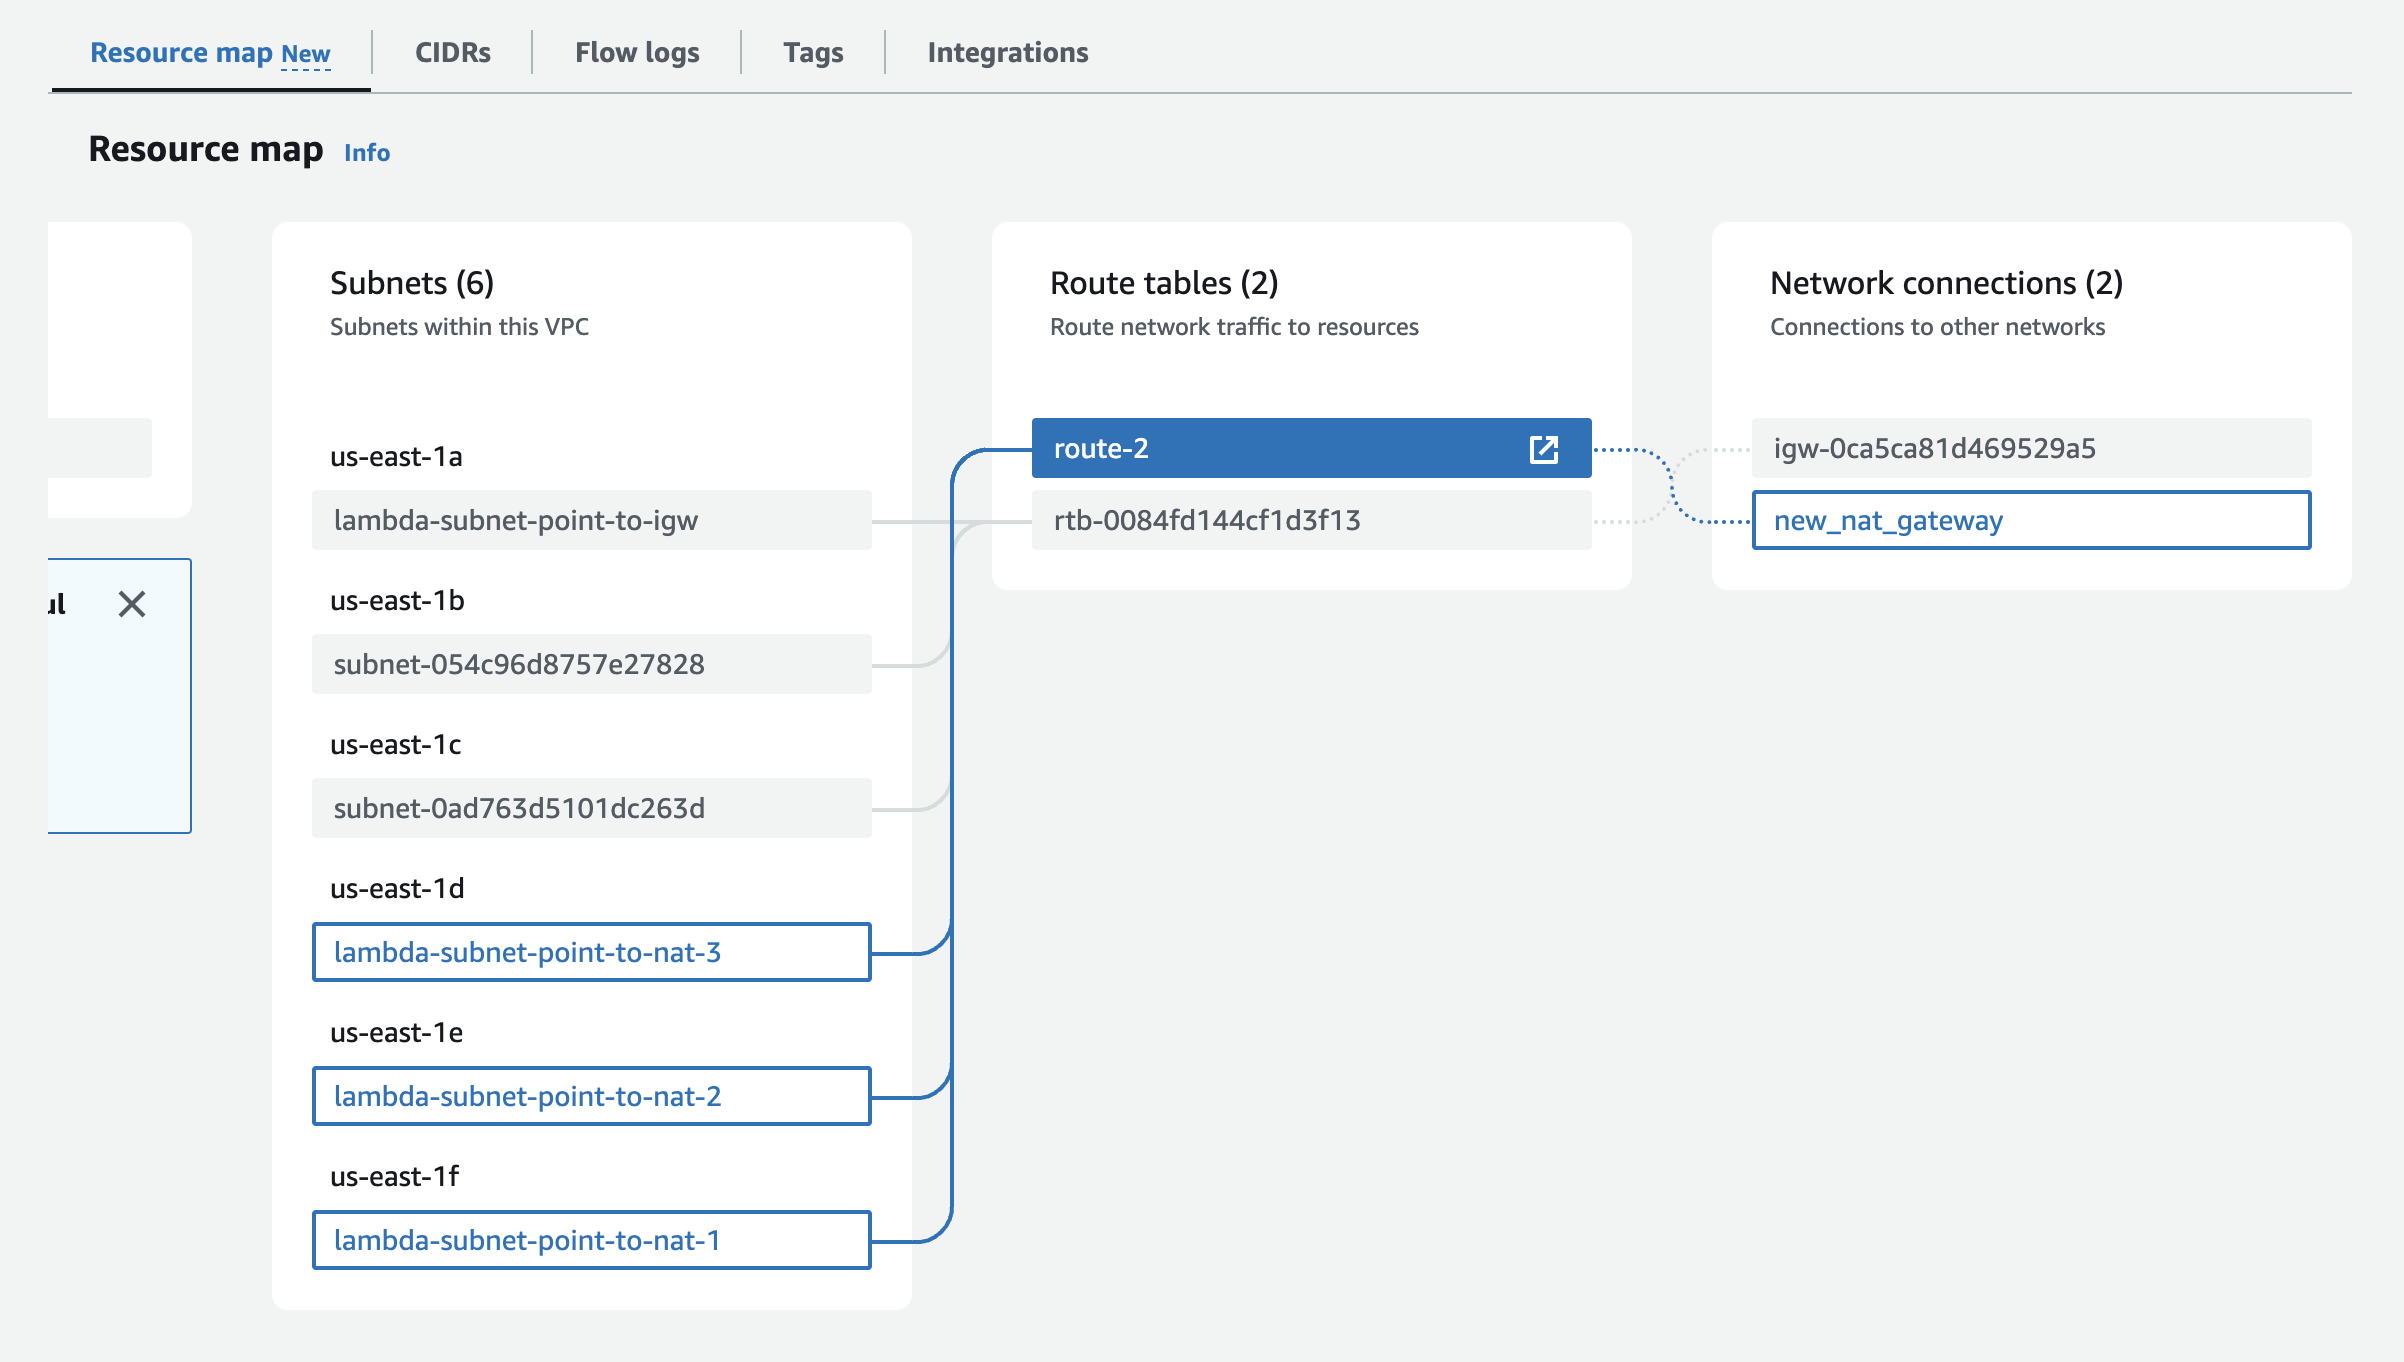 Resource map New
CIDRs
Flow logs
Tags
Integrations
Resource map Info
Subnets (6)
Subnets within this VPC
us-east-1a
lambda-subnet-point-to-igw
us-east-1b
subnet-054c96d8757e27828
us-east-1c
subnet-0ad763d5101dc263d
us-east-1d
lambda-subnet-point-to-nat-3
us-east-1e
lambda-subnet-point-to-nat-2
us-east-1f
lambda-subnet-point-to-nat-1
Route tables (2)
Route network traffic to resources
route-2
rtb-0084fd144cf1d3f13
Network connections (2)
Connections to other networks
igw-0ca5ca81d469529a5
new_nat_gateway